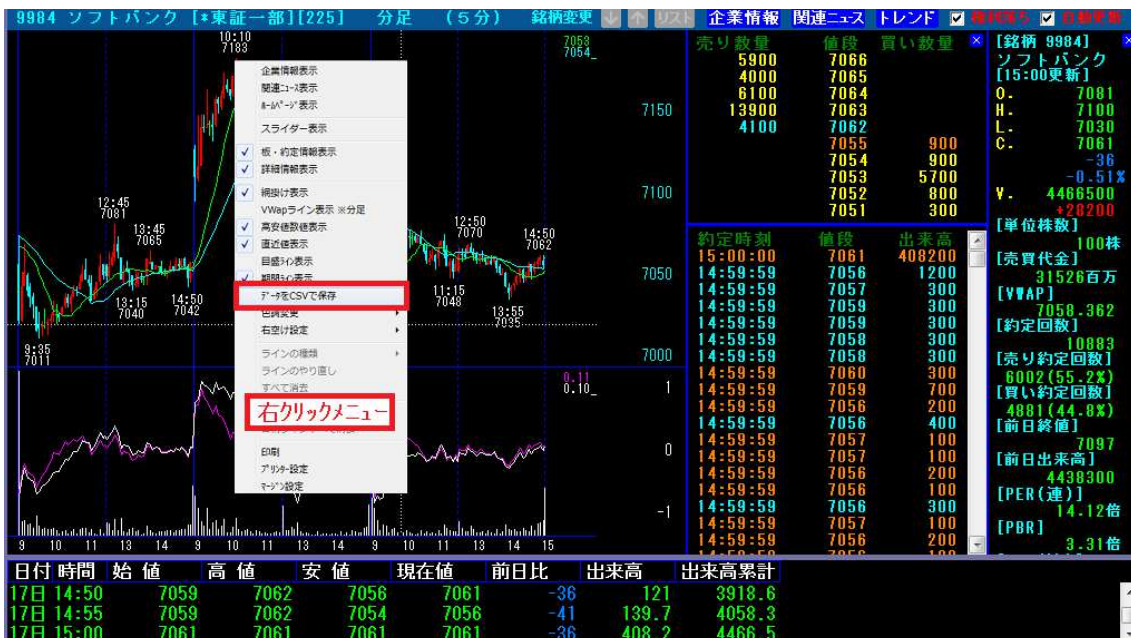 9984 ソフトバンク [*東証一部][225] 分足 (5分) 銘柄変更 リスト 企業情報 関連ニュース トレンド 権利落ち 自動更新
10:10
7183
7058
7054_
7150
7100
7050
7000
12:45
7081
13:45
7065
13:15
7040
14:50
7042
9:35
7011
12:50
7070
14:50
7062
11:15
7048
13:55
7035
0.11
0.10_
1
0
-1
9 10 11 13 14 9 10 11 13 14 9 10 11 13 14 15
企業情報表示
関連ニュース表示
ホームページ表示
スライダー表示
板・約定情報表示
詳細情報表示
網掛け表示
VWapライン表示 ※分足
高安値数値表示
直近値表示
目盛ライン表示
期間ライン表示
データをCSVで保存
色調変更
右空け設定
ラインの種類
ラインのやり直し
すべて消去
右クリックメニュー
印刷
プリンター設定
マージン設定
売り数量 値段 買い数量
5900 7066
4000 7065
6100 7064
13900 7063
4100 7062
7055 900
7054 900
7053 5700
7052 800
7051 300
約定時刻 値段 出来高
15:00:00 7061 408200
14:59:59 7056 1200
14:59:59 7057 300
14:59:59 7059 300
14:59:59 7059 300
14:59:59 7058 300
14:59:59 7058 300
14:59:59 7060 300
14:59:59 7059 700
14:59:59 7056 200
14:59:59 7056 400
14:59:59 7057 100
14:59:59 7057 100
14:59:59 7056 200
14:59:59 7056 100
14:59:59 7056 300
14:59:59 7057 100
14:59:59 7056 200
[銘柄 9984]
ソフトバンク
[15:00更新]
O. 7081
H. 7100
L. 7030
C. 7061
-36
-0.51%
V. 4466500
+28200
[単位株数]
100株
[売買代金]
31526百万
[VWAP]
7058.362
[約定回数]
10883
[売り約定回数]
6002(55.2%)
[買い約定回数]
4881(44.8%)
[前日終値]
7097
[前日出来高]
4438300
[PER(連)]
14.12倍
[PBR]
3.31倍
日付 時間 始 値 高 値 安 値 現在値 前日比 出来高 出来高累計
17日 14:50 7059 7062 7056 7061 -36 121 3918.6
17日 14:55 7059 7062 7054 7056 -41 139.7 4058.3
17日 15:00 7061 7061 7061 7061 -36 408.2 4466.5